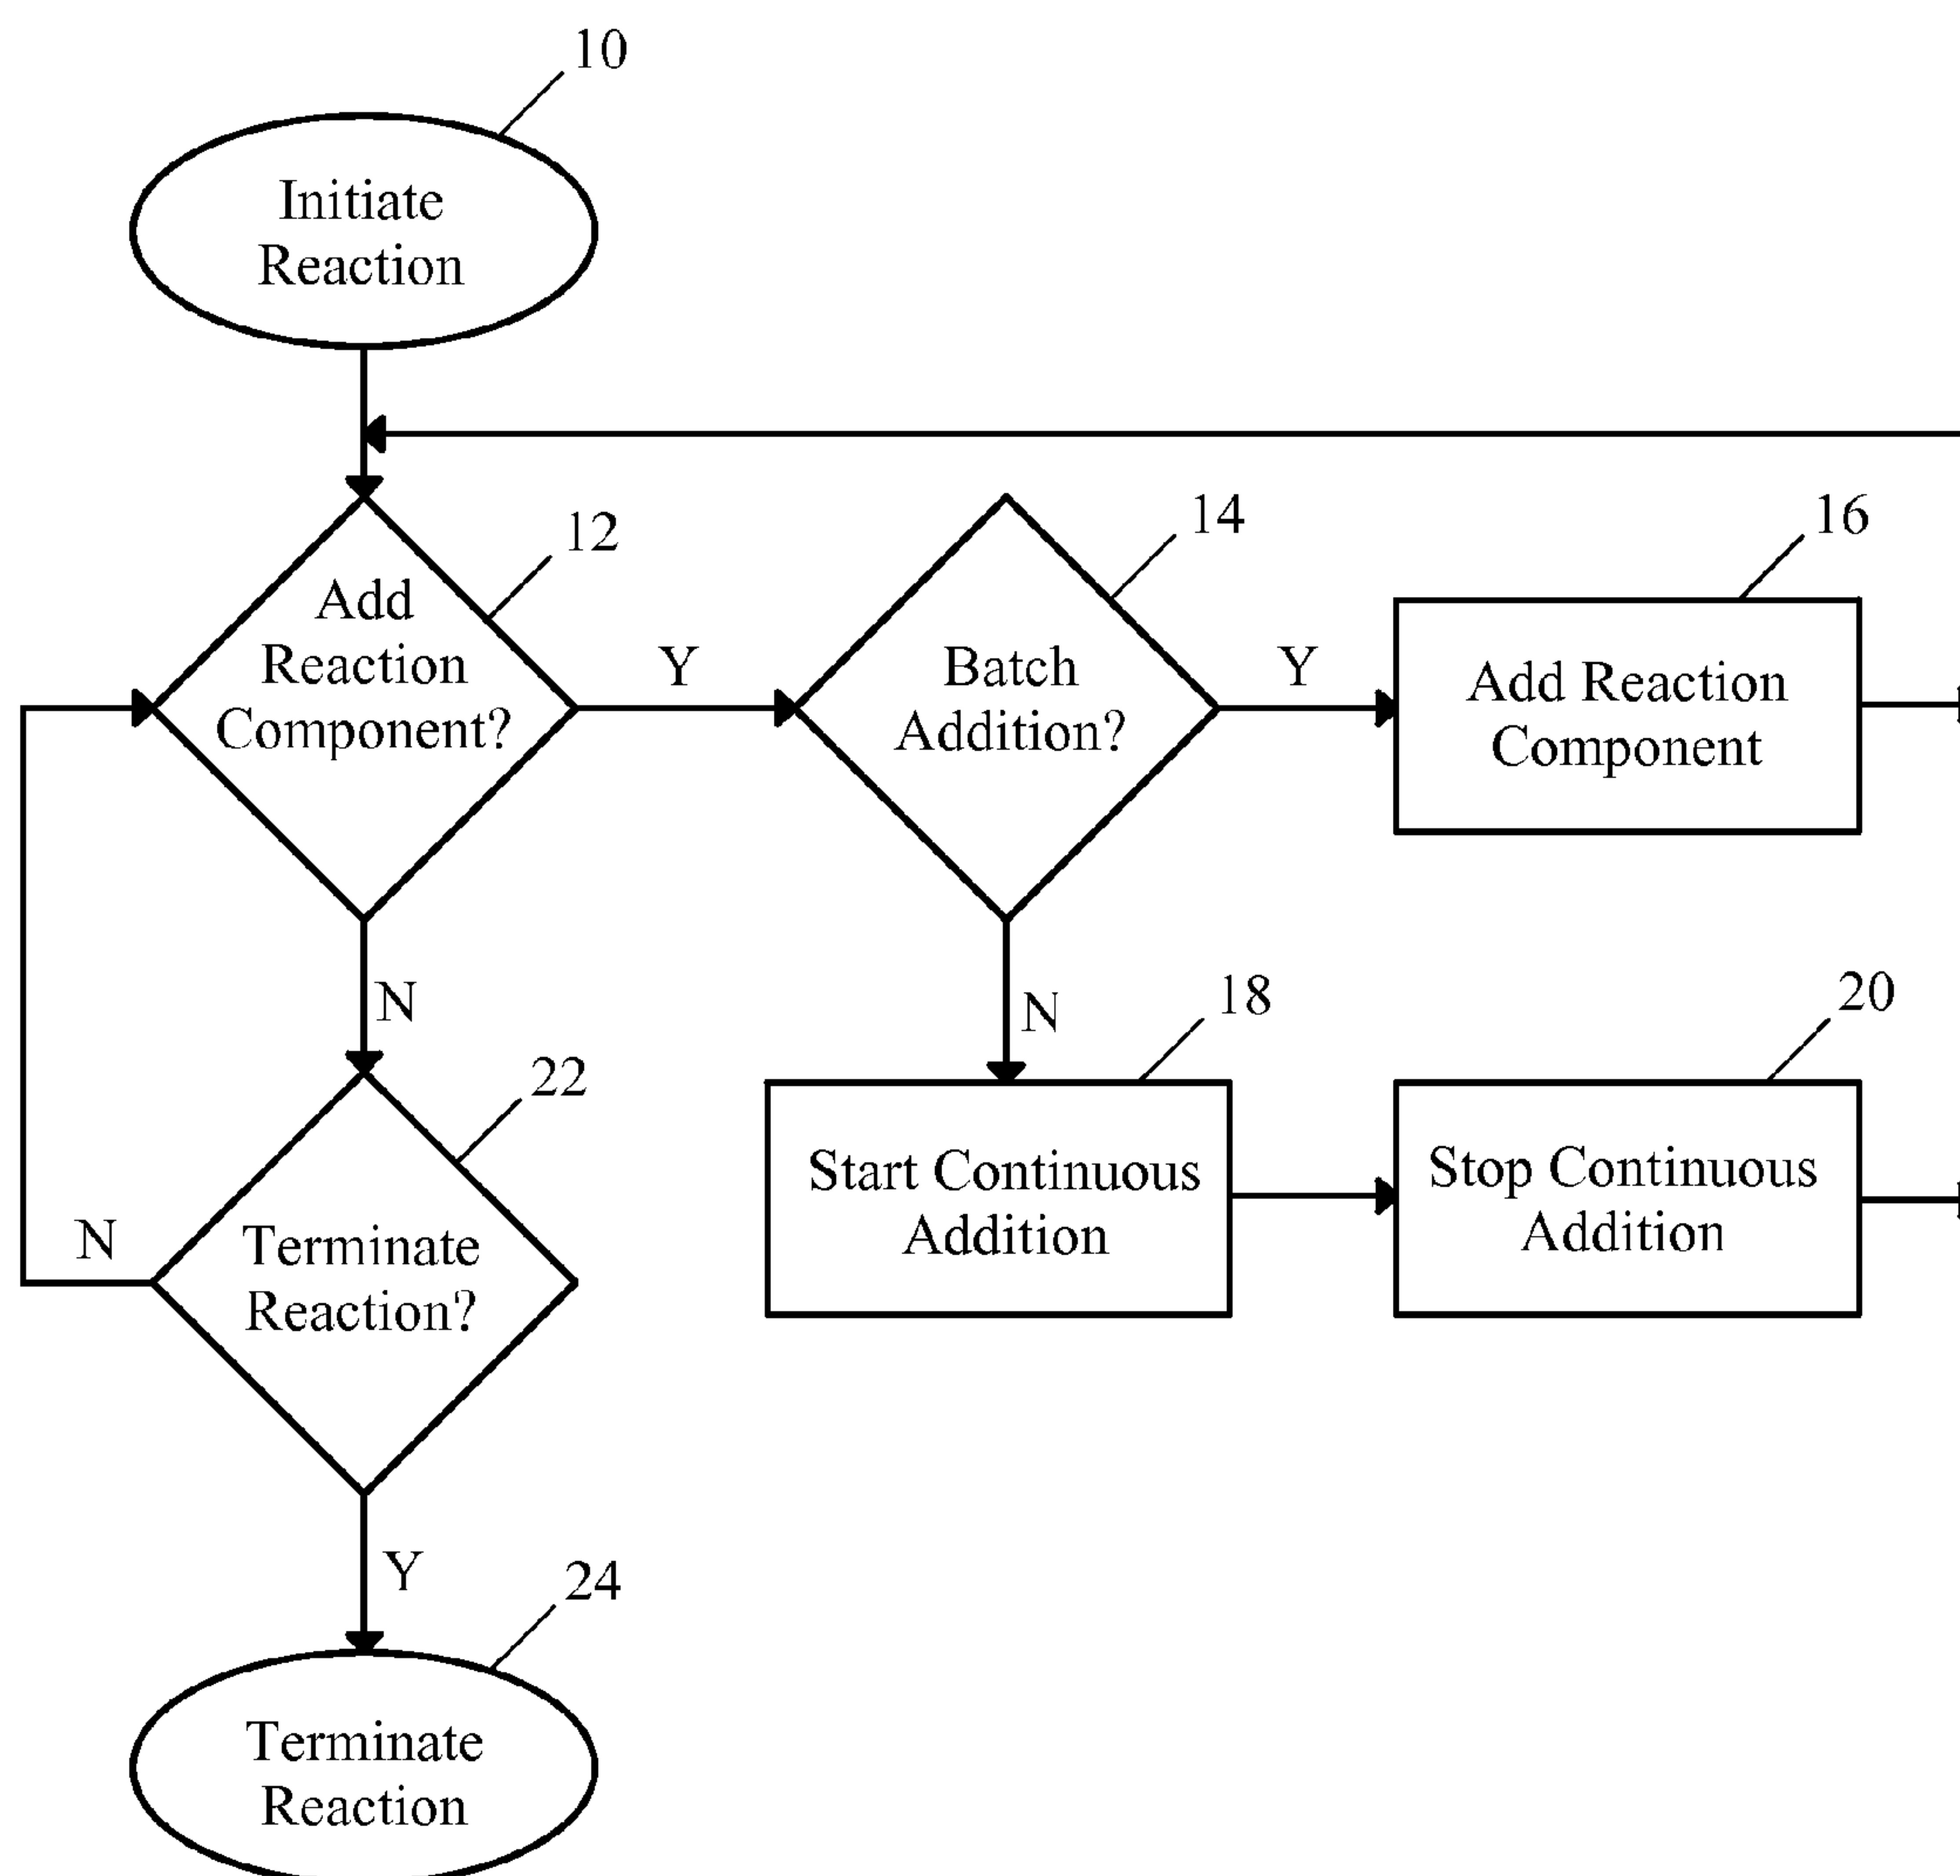 10
Initiate
Reaction
12
Add
Reaction
Component?
Y
14
Batch
Addition?
Y
16
Add Reaction
Component
N
N
18
Start Continuous
Addition
20
Stop Continuous
Addition
22
Terminate
Reaction?
N
Y
24
Terminate
Reaction